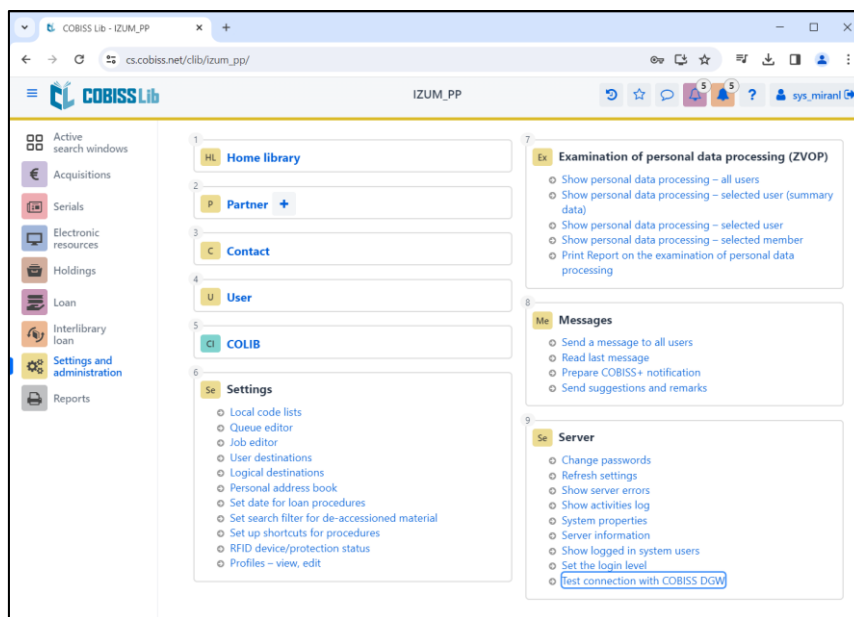 COBISS Lib - IZUM_PP
cs.cobiss.net/clib/izum_pp/
COBISS Lib
IZUM_PP
5
5
?
sys_miranl
Active
search windows
Acquisitions
Serials
Electronic
resources
Holdings
Loan
Interlibrary
loan
Settings and
administration
Reports
1
HL Home library
2
P Partner +
3
C Contact
4
U User
5
CI COLIB
6
Se Settings
Local code lists
Queue editor
Job editor
User destinations
Logical destinations
Personal address book
Set date for loan procedures
Set search filter for de-accessioned material
Set up shortcuts for procedures
RFID device/protection status
Profiles – view, edit
7
Ex Examination of personal data processing (ZVOP)
Show personal data processing – all users
Show personal data processing – selected user (summary
data)
Show personal data processing – selected user
Show personal data processing – selected member
Print Report on the examination of personal data
processing
8
Me Messages
Send a message to all users
Read last message
Prepare COBISS+ notification
Send suggestions and remarks
9
Se Server
Change passwords
Refresh settings
Show server errors
Show activities log
System properties
Server information
Show logged in system users
Set the login level
Test connection with COBISS DGW